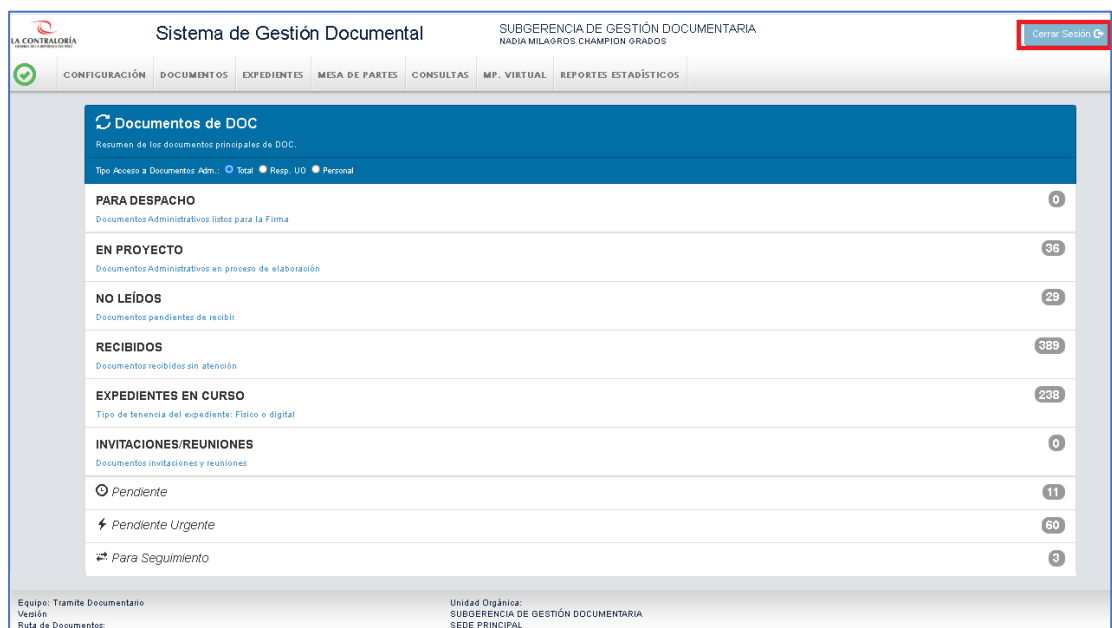 LA CONTRALORÍA
GENERAL DE LA REPÚBLICA DEL PERÚ
Sistema de Gestión Documental
SUBGERENCIA DE GESTIÓN DOCUMENTARIA
NADIA MILAGROS CHAMPION GRADOS
Cerrar Sesión
CONFIGURACIÓN DOCUMENTOS EXPEDIENTES MESA DE PARTES CONSULTAS MP. VIRTUAL REPORTES ESTADÍSTICOS
Documentos de DOC
Resumen de los documentos principales de DOC.
Tipo Acceso a Documentos Adm.: Total Resp. UO Personal
PARA DESPACHO 0
Documentos Administrativos listos para la Firma
EN PROYECTO 36
Documentos Administrativos en proceso de elaboración
NO LEÍDOS 29
Documentos pendientes de recibir
RECIBIDOS 389
Documentos recibidos sin atención
EXPEDIENTES EN CURSO 238
Tipo de tenencia del expediente: Físico o digital
INVITACIONES/REUNIONES 0
Documentos invitaciones y reuniones
Pendiente 11
Pendiente Urgente 60
Para Seguimiento 3
Equipo: Tramite Documentario
Versión
Ruta de Documentos:
Unidad Orgánica:
SUBGERENCIA DE GESTIÓN DOCUMENTARIA
SEDE PRINCIPAL